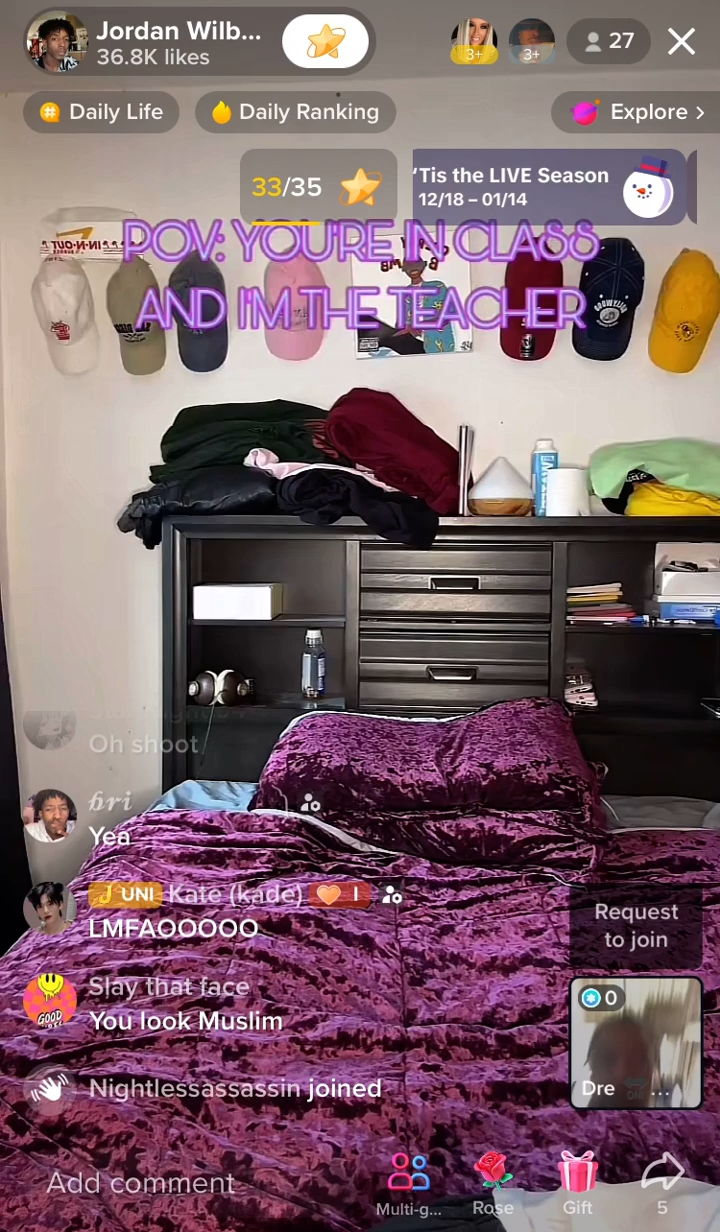 Jordan Wilb...
36.8K likes
3+
3+
27
Daily Life
Daily Ranking
Explore >
33/35
'Tis the LIVE Season
12/18 – 01/14
POV: YOU'RE IN CLASS
AND I'M THE TEACHER
Oh shoot
bri
Yea
UNI Kate (kade) I
LMFAOOOOO
Slay that face
You look Muslim
Nightlessassassin joined
Request
to join
0
Dre
...
Add comment
Multi-g...
Rose
Gift
5